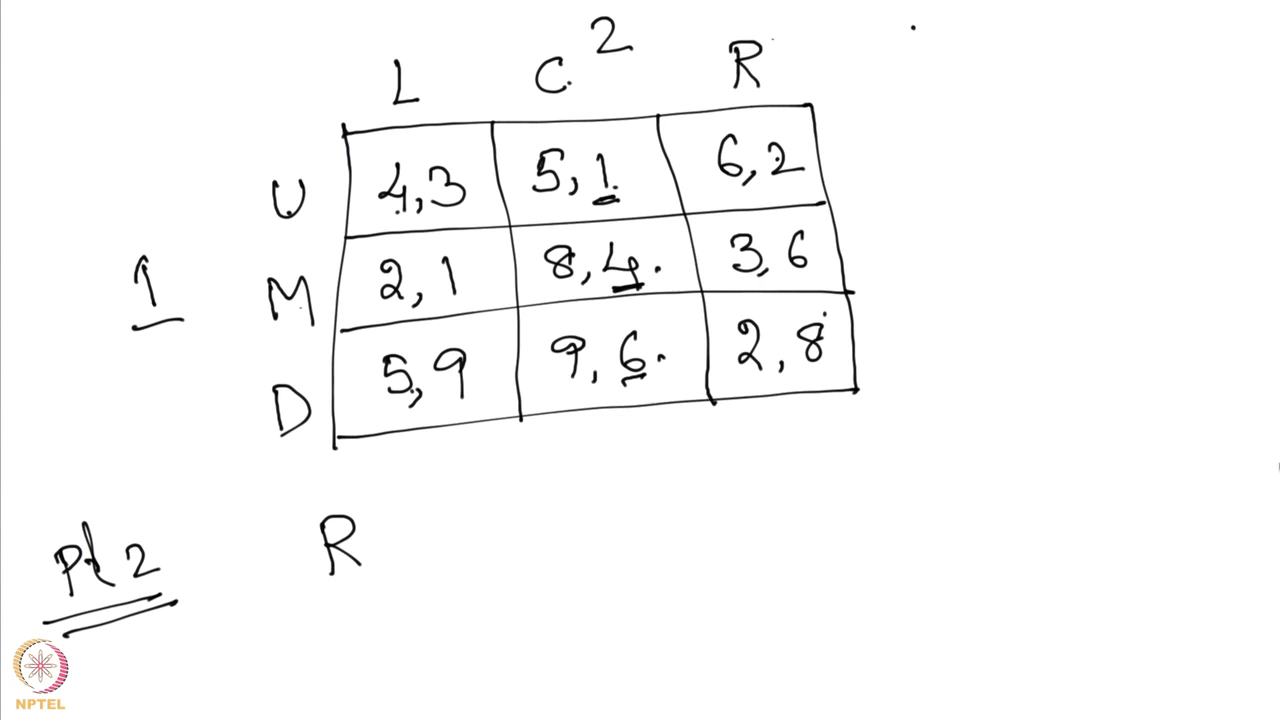 2
L C R
U 4,3 5,1 6,2
1 M 2,1 8,4. 3,6
D 5,9 9,6. 2,8
Pl 2 R
NPTEL